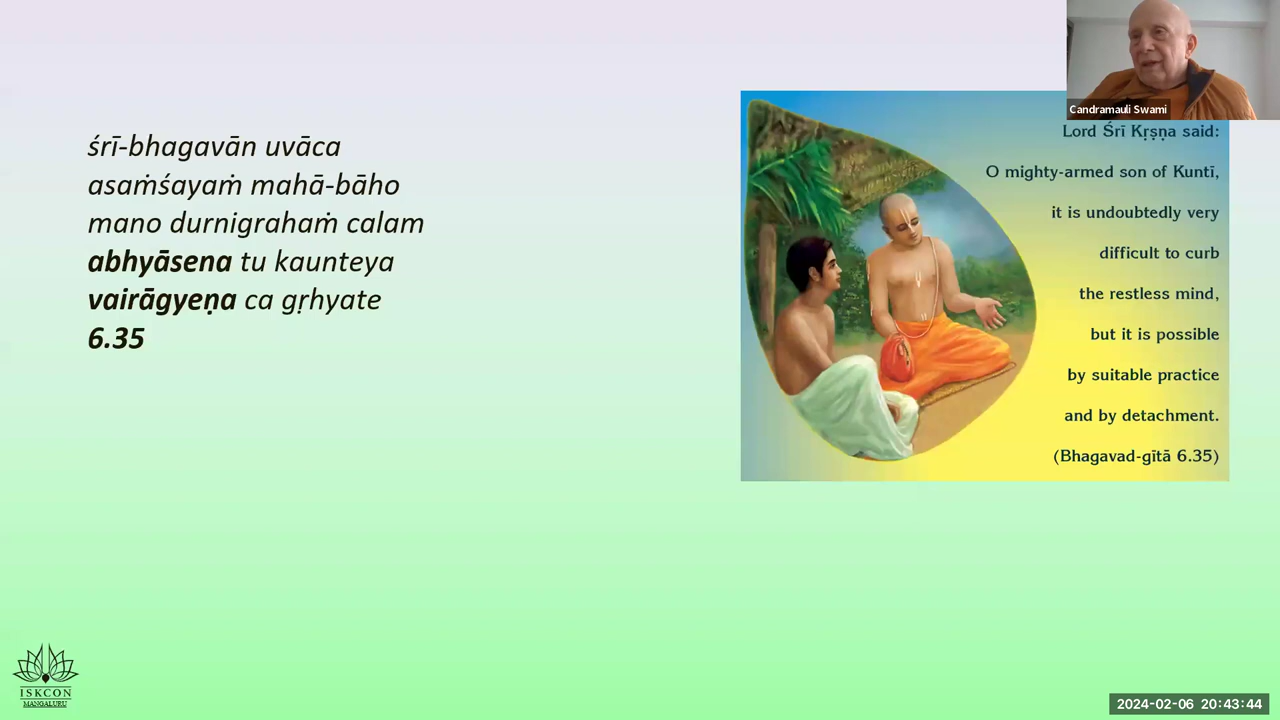 śrī-bhagavān uvāca
asaṁśayaṁ mahā-bāho
mano durnigrahaṁ calam
abhyāsena tu kaunteya
vairāgyeṇa ca gṛhyate
6.35
Candramauli Swami
Lord Śrī Kṛṣṇa said:
O mighty-armed son of Kuntī,
it is undoubtedly very
difficult to curb
the restless mind,
but it is possible
by suitable practice
and by detachment.
(Bhagavad-gītā 6.35)
ISKCON
MANGALURU
2024-02-06 20:43:44